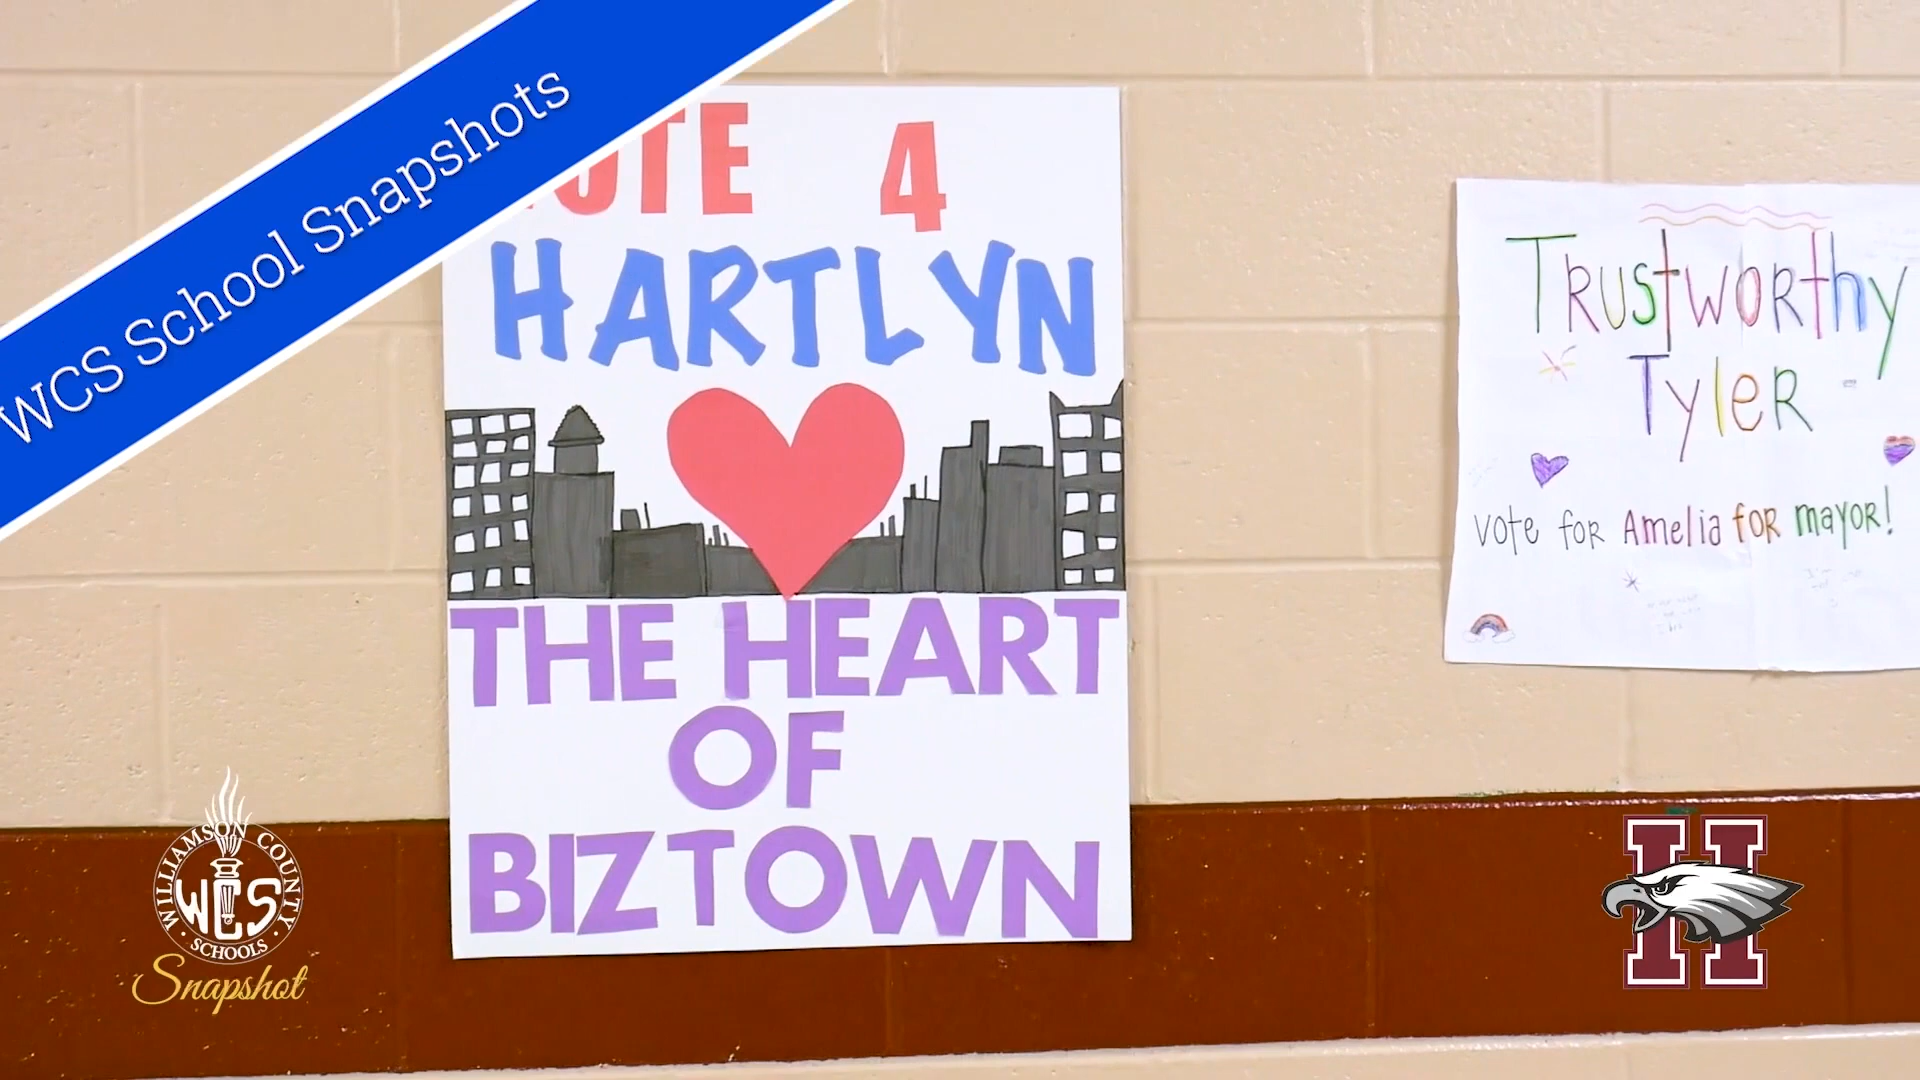 WCS School Snapshots
OTE 4
HARTLYN
THE HEART
OF
BIZTOWN
Trustworthy
Tyler
vote for Amelia for mayor!
WILLIAMSON COUNTY
WCS
SCHOOLS
Snapshot
H